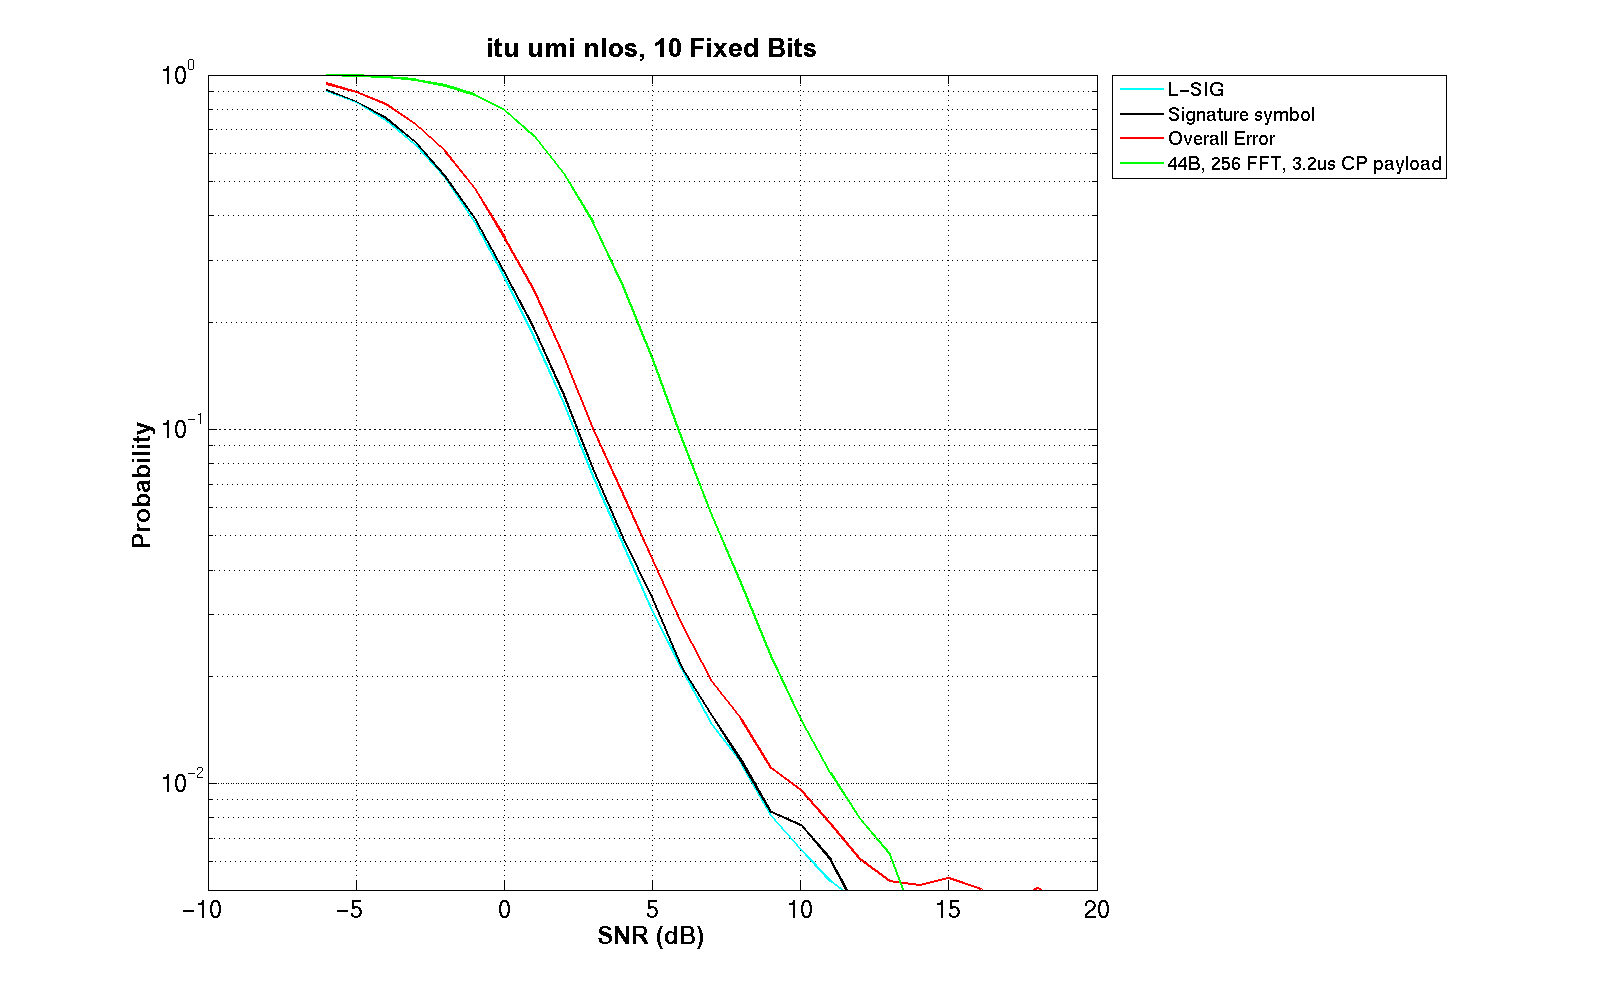 itu umi nlos, 10 Fixed Bits
10^0
10^−1
10^−2
Probability
−10 −5 0 5 10 15 20
SNR (dB)
L−SIG
Signature symbol
Overall Error
44B, 256 FFT, 3.2us CP payload